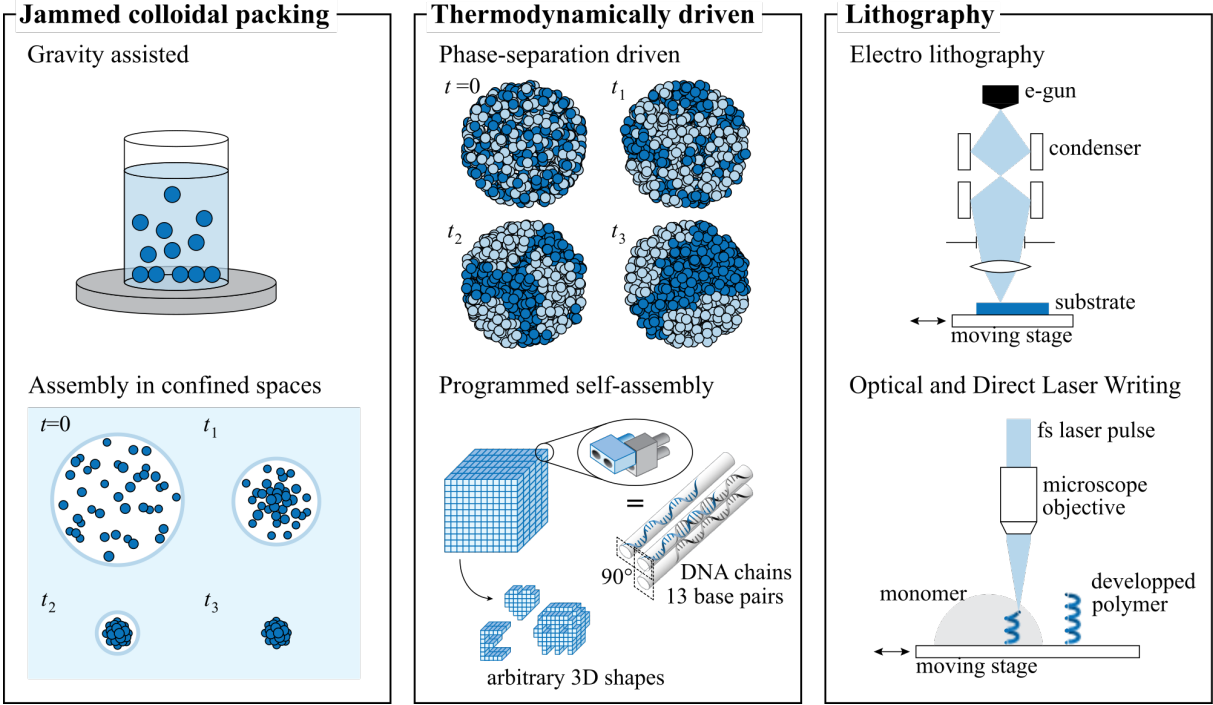 Jammed colloidal packing
Gravity assisted
Assembly in confined spaces
t=0
t1
t2
t3
Thermodynamically driven
Phase-separation driven
t =0
t1
t2
t3
Programmed self-assembly
=
90°
DNA chains
13 base pairs
arbitrary 3D shapes
Lithography
Electro lithography
e-gun
condenser
substrate
moving stage
Optical and Direct Laser Writing
fs laser pulse
microscope
objective
monomer
developped
polymer
moving stage